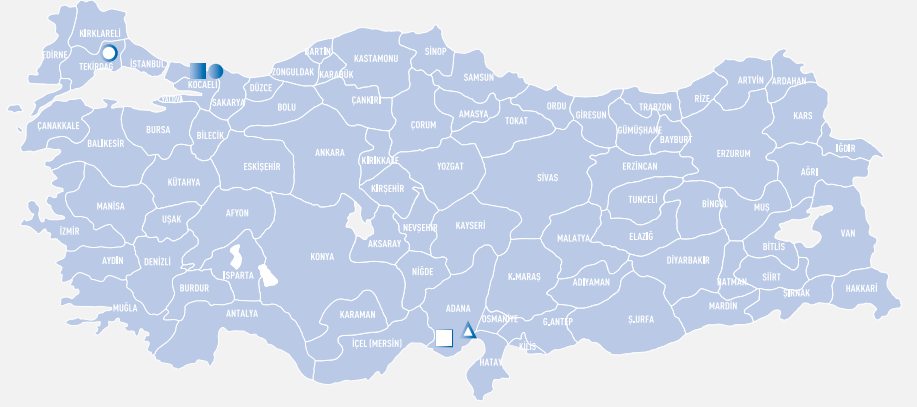 KIRKLARELİ
EDİRNE
TEKİRDAĞ
İSTANBUL
KOCAELİ
YALOVA
SAKARYA
DÜZCE
ZONGULDAK
BARTIN
KARABÜK
KASTAMONU
SİNOP
SAMSUN
BOLU
ÇANKIRI
ÇORUM
AMASYA
TOKAT
ORDU
GİRESUN
TRABZON
RİZE
ARTVİN
ARDAHAN
GÜMÜŞHANE
BAYBURT
KARS
IĞDIR
ÇANAKKALE
BALIKESİR
BURSA
BİLECİK
ESKİŞEHİR
ANKARA
KIRIKKALE
YOZGAT
SİVAS
ERZİNCAN
ERZURUM
AĞRI
KÜTAHYA
KIRŞEHİR
MANİSA
UŞAK
AFYON
İZMİR
NEVŞEHİR
KAYSERİ
AKSARAY
MALATYA
TUNCELİ
ELAZIĞ
BİNGÖL
MUŞ
BİTLİS
VAN
AYDIN
DENİZLİ
ISPARTA
KONYA
NİĞDE
K.MARAŞ
ADIYAMAN
DİYARBAKIR
BATMAN
SİİRT
ŞIRNAK
HAKKARİ
MARDİN
BURDUR
MUĞLA
ANTALYA
KARAMAN
İÇEL (MERSİN)
ADANA
OSMANİYE
G.ANTEP
Ş.URFA
KİLİS
HATAY